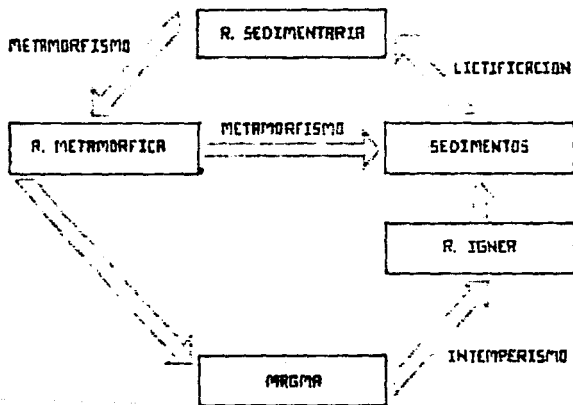 R. SEDIMENTARIA
METAMORFISMO
LICTIFICACION
METAMORFISMO
R. METAMORFICA
SEDIMENTOS
R. IGNEA
INTEMPERISMO
MAGMA